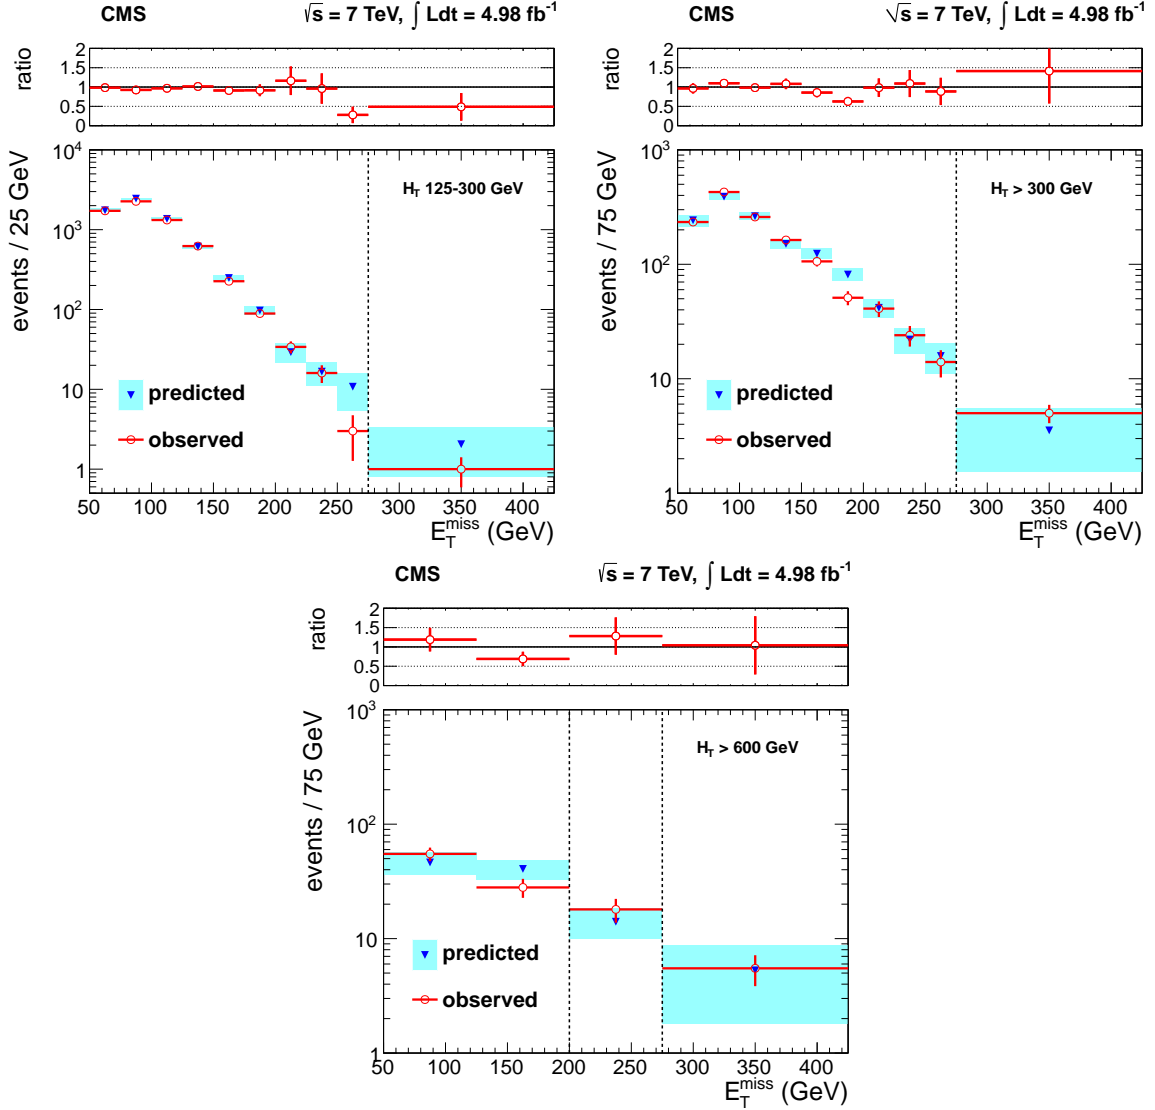 CMS √s = 7 TeV, ∫ Ldt = 4.98 fb⁻¹
ratio
2
1.5
1
0.5
0
events / 25 GeV
10⁴
10³
10²
10
1
H_T 125-300 GeV
predicted
observed
50 100 150 200 250 300 350 400
E_T^miss (GeV)
CMS √s = 7 TeV, ∫ Ldt = 4.98 fb⁻¹
ratio
2
1.5
1
0.5
0
events / 75 GeV
10³
10²
10
1
H_T > 300 GeV
predicted
observed
50 100 150 200 250 300 350 400
E_T^miss (GeV)
CMS √s = 7 TeV, ∫ Ldt = 4.98 fb⁻¹
ratio
2
1.5
1
0.5
0
events / 75 GeV
10³
10²
10
1
H_T > 600 GeV
predicted
observed
50 100 150 200 250 300 350 400
E_T^miss (GeV)